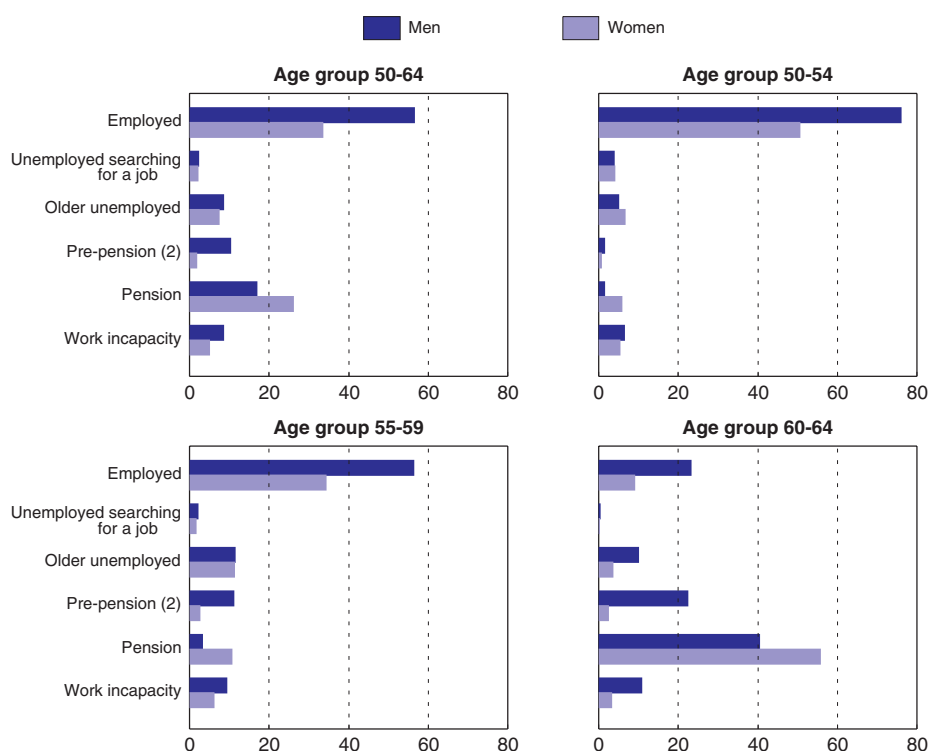 Men Women
Age group 50-64 Age group 50-54
Employed
Unemployed searching
for a job
Older unemployed
Pre-pension (2)
Pension
Work incapacity
0 20 40 60 80 0 20 40 60 80
Age group 55-59 Age group 60-64
Employed
Unemployed searching
for a job
Older unemployed
Pre-pension (2)
Pension
Work incapacity
0 20 40 60 80 0 20 40 60 80